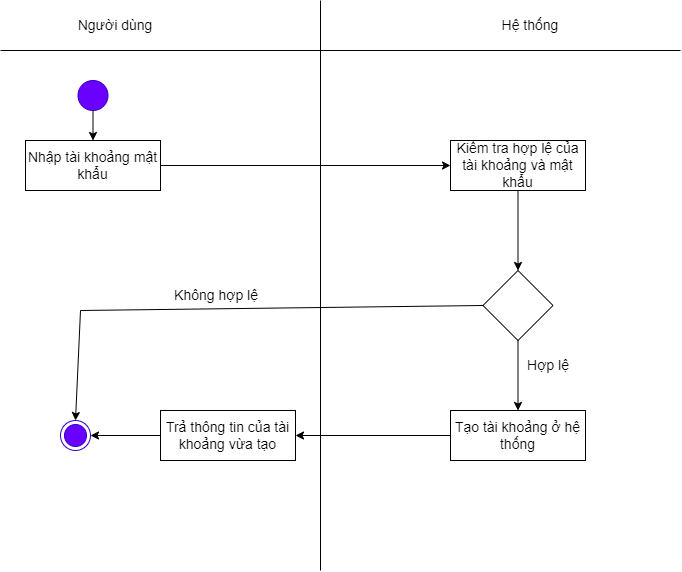 Người dùng
Hệ thống
Nhập tài khoảng mật
khẩu
Kiểm tra hợp lệ của
tài khoảng và mật
khẩu
Không hợp lệ
Hợp lệ
Trả thông tin của tài
khoảng vừa tạo
Tạo tài khoảng ở hệ
thống